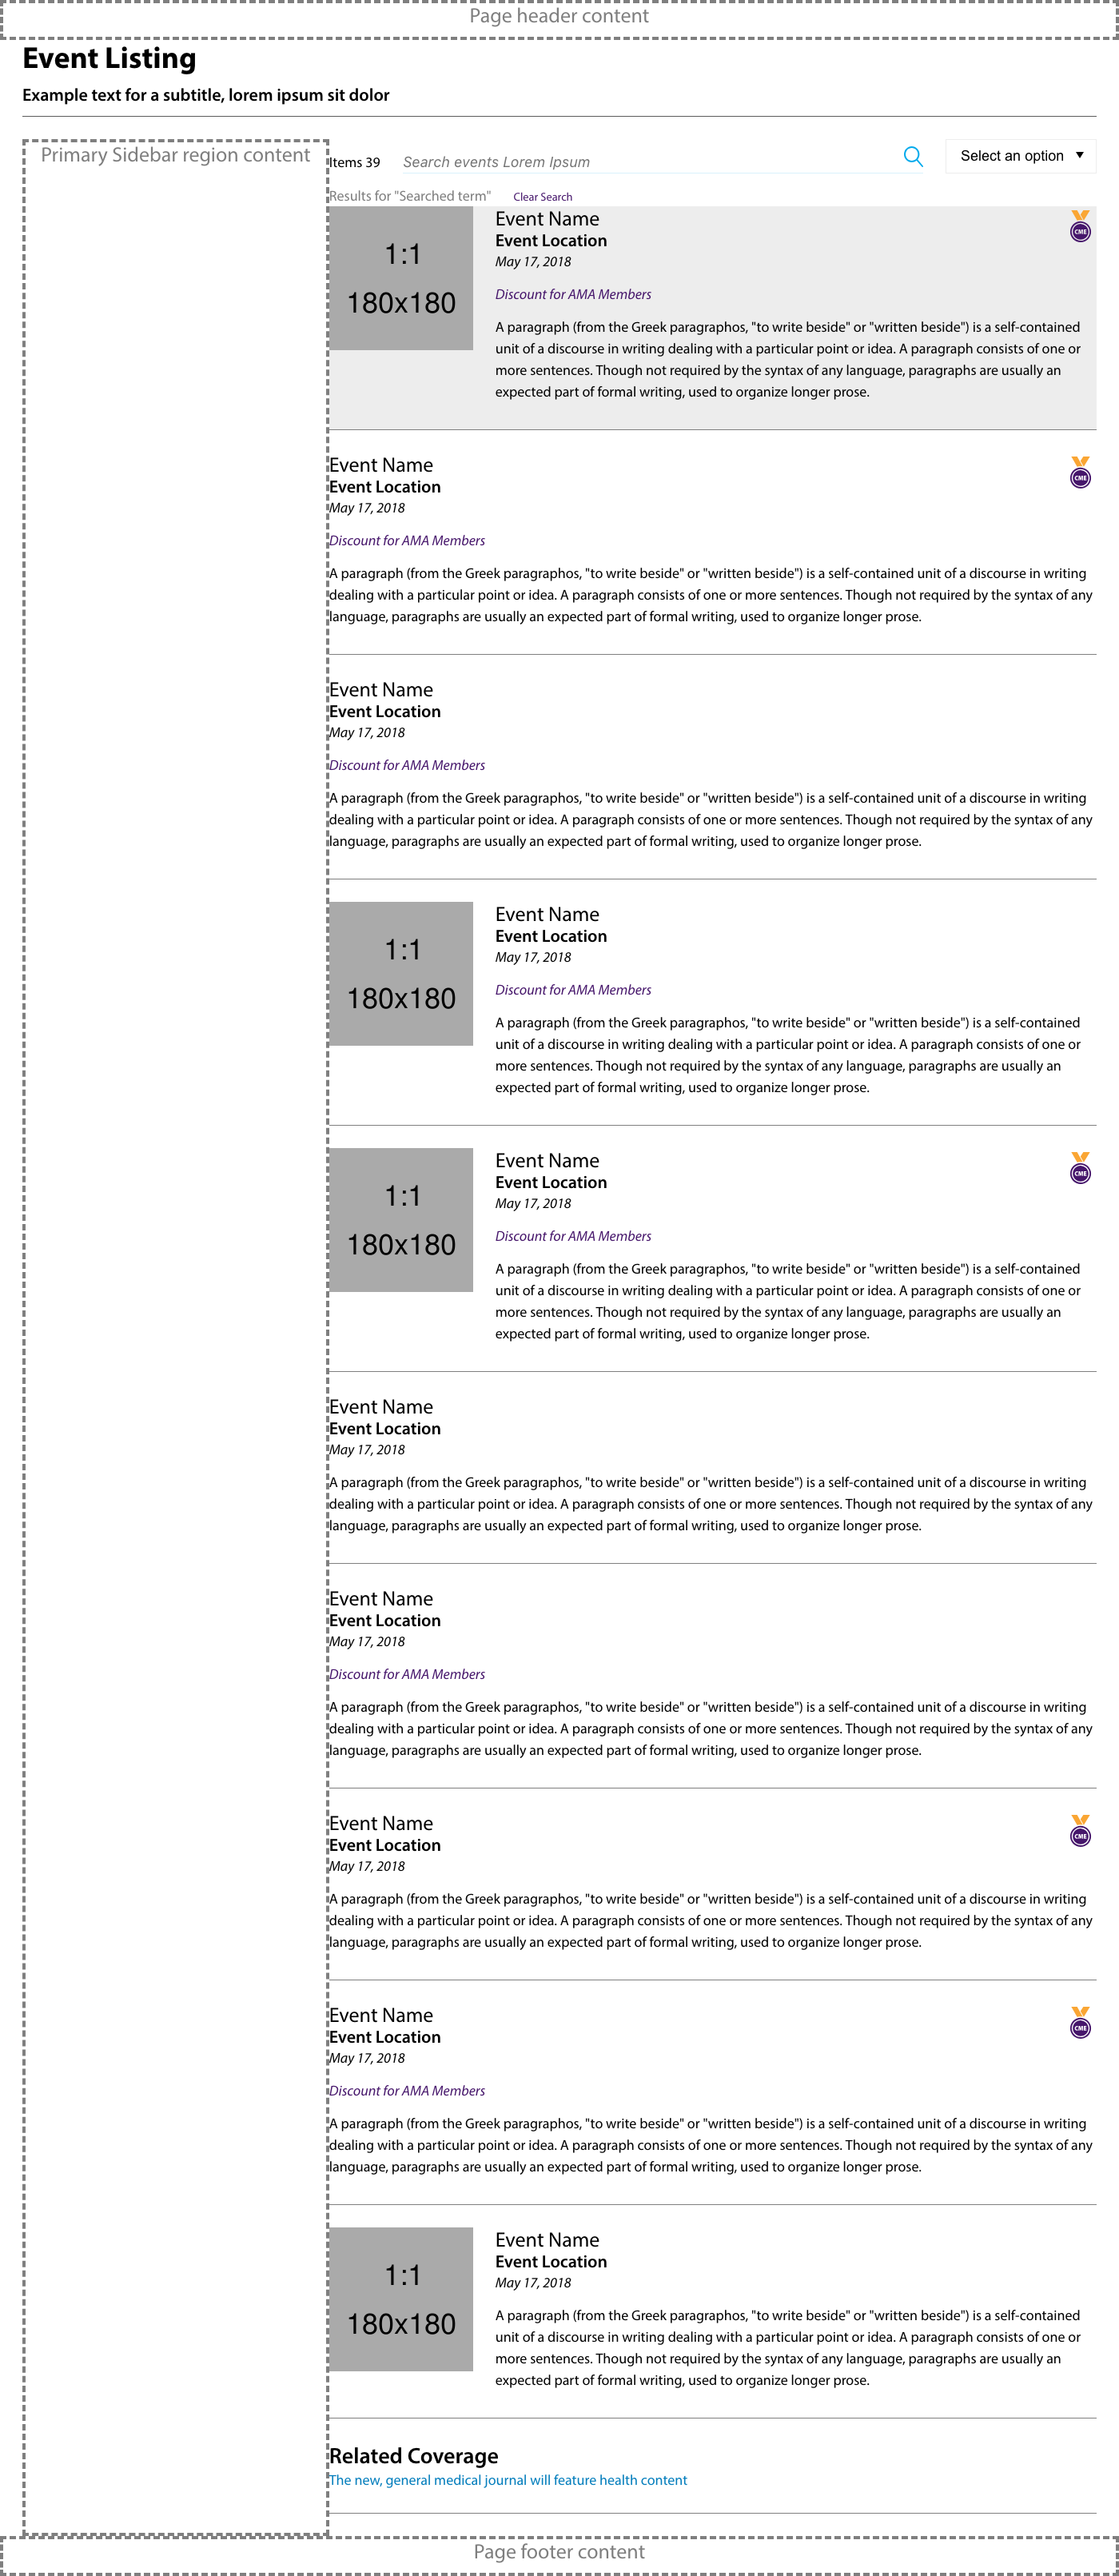 Page header content
Event Listing
Example text for a subtitle, lorem ipsum sit dolor
Primary Sidebar region content
Items 39
Search events Lorem Ipsum
Select an option
Results for "Searched term"
Clear Search
1:1
180x180
Event Name
CME
Event Location
May 17, 2018
Discount for AMA Members
A paragraph (from the Greek paragraphos, "to write beside" or "written beside") is a self-contained
unit of a discourse in writing dealing with a particular point or idea. A paragraph consists of one or
more sentences. Though not required by the syntax of any language, paragraphs are usually an
expected part of formal writing, used to organize longer prose.
Event Name
CME
Event Location
May 17, 2018
Discount for AMA Members
A paragraph (from the Greek paragraphos, "to write beside" or "written beside") is a self-contained unit of a discourse in writing
dealing with a particular point or idea. A paragraph consists of one or more sentences. Though not required by the syntax of any
language, paragraphs are usually an expected part of formal writing, used to organize longer prose.
Event Name
Event Location
May 17, 2018
Discount for AMA Members
A paragraph (from the Greek paragraphos, "to write beside" or "written beside") is a self-contained unit of a discourse in writing
dealing with a particular point or idea. A paragraph consists of one or more sentences. Though not required by the syntax of any
language, paragraphs are usually an expected part of formal writing, used to organize longer prose.
1:1
180x180
Event Name
Event Location
May 17, 2018
Discount for AMA Members
A paragraph (from the Greek paragraphos, "to write beside" or "written beside") is a self-contained
unit of a discourse in writing dealing with a particular point or idea. A paragraph consists of one or
more sentences. Though not required by the syntax of any language, paragraphs are usually an
expected part of formal writing, used to organize longer prose.
1:1
180x180
Event Name
CME
Event Location
May 17, 2018
Discount for AMA Members
A paragraph (from the Greek paragraphos, "to write beside" or "written beside") is a self-contained
unit of a discourse in writing dealing with a particular point or idea. A paragraph consists of one or
more sentences. Though not required by the syntax of any language, paragraphs are usually an
expected part of formal writing, used to organize longer prose.
Event Name
Event Location
May 17, 2018
A paragraph (from the Greek paragraphos, "to write beside" or "written beside") is a self-contained unit of a discourse in writing
dealing with a particular point or idea. A paragraph consists of one or more sentences. Though not required by the syntax of any
language, paragraphs are usually an expected part of formal writing, used to organize longer prose.
Event Name
Event Location
May 17, 2018
Discount for AMA Members
A paragraph (from the Greek paragraphos, "to write beside" or "written beside") is a self-contained unit of a discourse in writing
dealing with a particular point or idea. A paragraph consists of one or more sentences. Though not required by the syntax of any
language, paragraphs are usually an expected part of formal writing, used to organize longer prose.
Event Name
CME
Event Location
May 17, 2018
A paragraph (from the Greek paragraphos, "to write beside" or "written beside") is a self-contained unit of a discourse in writing
dealing with a particular point or idea. A paragraph consists of one or more sentences. Though not required by the syntax of any
language, paragraphs are usually an expected part of formal writing, used to organize longer prose.
Event Name
CME
Event Location
May 17, 2018
Discount for AMA Members
A paragraph (from the Greek paragraphos, "to write beside" or "written beside") is a self-contained unit of a discourse in writing
dealing with a particular point or idea. A paragraph consists of one or more sentences. Though not required by the syntax of any
language, paragraphs are usually an expected part of formal writing, used to organize longer prose.
1:1
180x180
Event Name
Event Location
May 17, 2018
A paragraph (from the Greek paragraphos, "to write beside" or "written beside") is a self-contained
unit of a discourse in writing dealing with a particular point or idea. A paragraph consists of one or
more sentences. Though not required by the syntax of any language, paragraphs are usually an
expected part of formal writing, used to organize longer prose.
Related Coverage
The new, general medical journal will feature health content
Page footer content